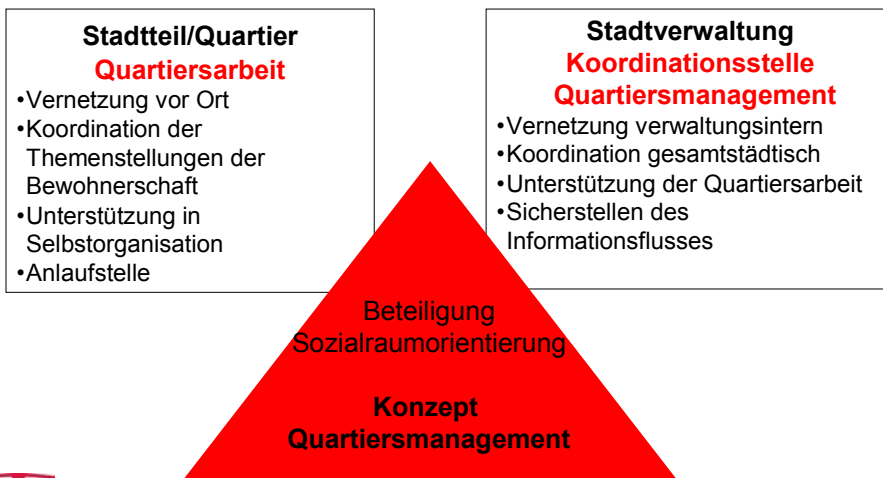 Stadtteil/Quartier
Quartiersarbeit
•Vernetzung vor Ort
•Koordination der
Themenstellungen der
Bewohnerschaft
•Unterstützung in
Selbstorganisation
•Anlaufstelle
Stadtverwaltung
Koordinationsstelle
Quartiersmanagement
•Vernetzung verwaltungsintern
•Koordination gesamtstädtisch
•Unterstützung der Quartiersarbeit
•Sicherstellen des
Informationsflusses
Beteiligung
Sozialraumorientierung
Konzept
Quartiersmanagement